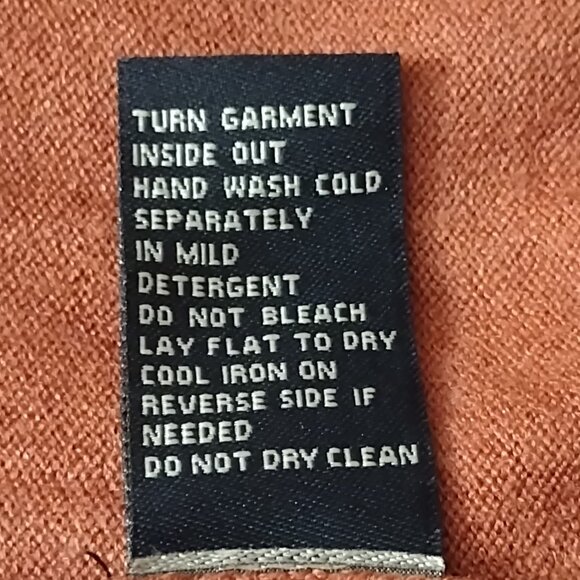 TURN GARMENT
INSIDE OUT
HAND WASH COLD
SEPARATELY
IN MILD
DETERGENT
DO NOT BLEACH
LAY FLAT TO DRY
COOL IRON ON
REVERSE SIDE IF
NEEDED
DO NOT DRY CLEAN